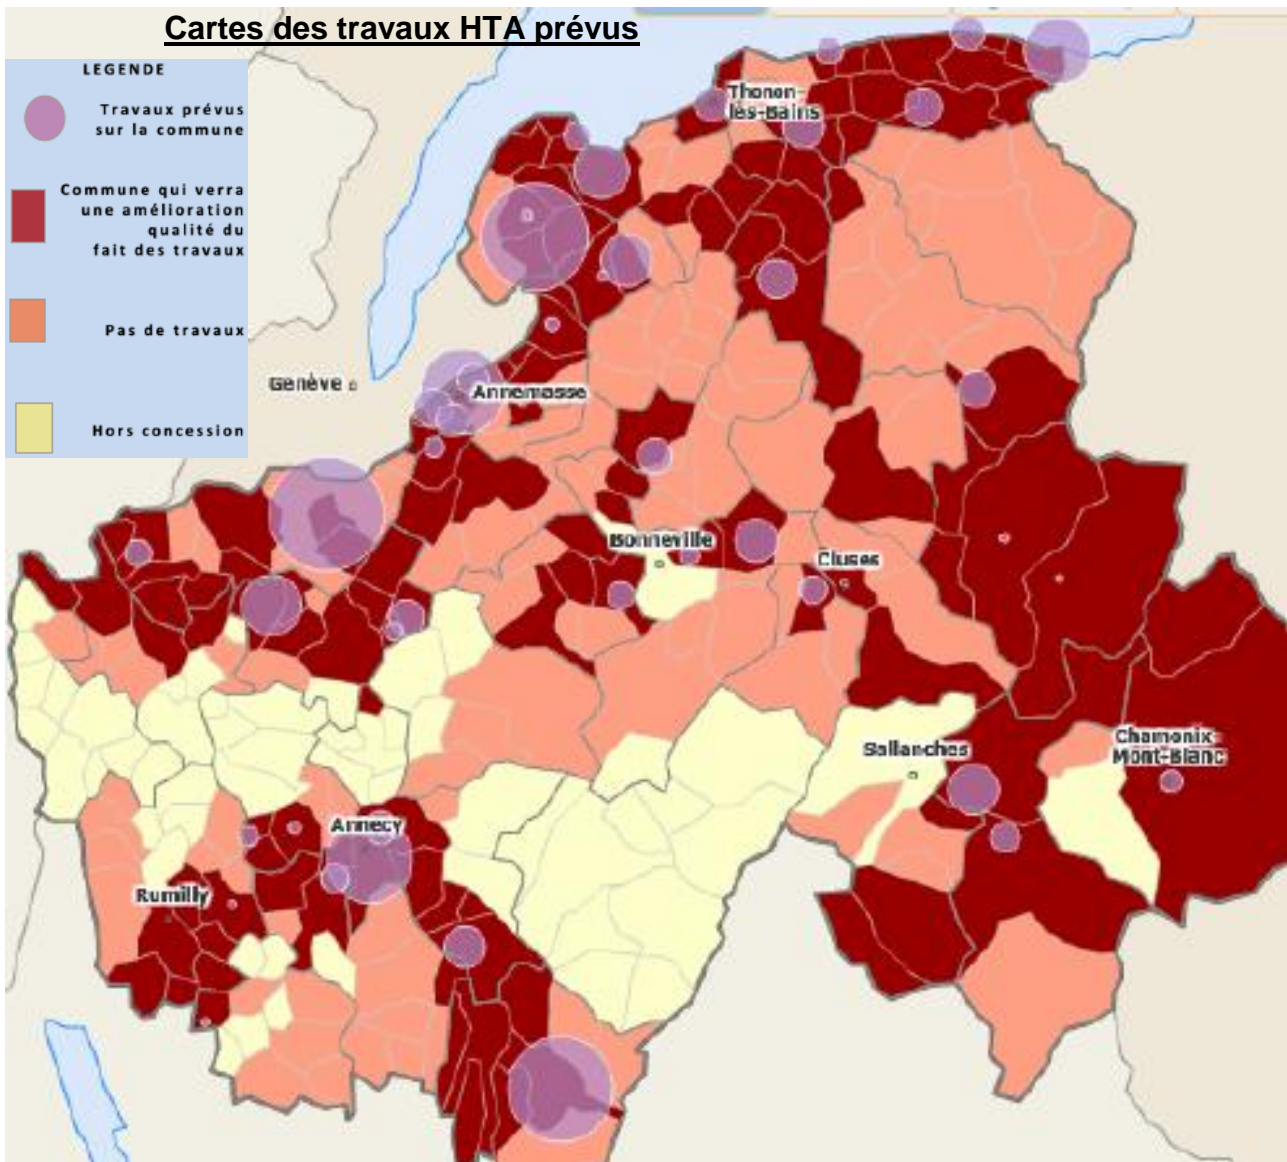 Cartes des travaux HTA prévus
LEGENDE
Travaux prévus
sur la commune
Commune qui verra
une amélioration
qualité du
fait des travaux
Pas de travaux
Hors concession
Thonon-
lès-Bains
Genève
Annemasse
Bonneville
Cluses
Sallanches
Chamonix-
Mont-Blanc
Annecy
Rumilly